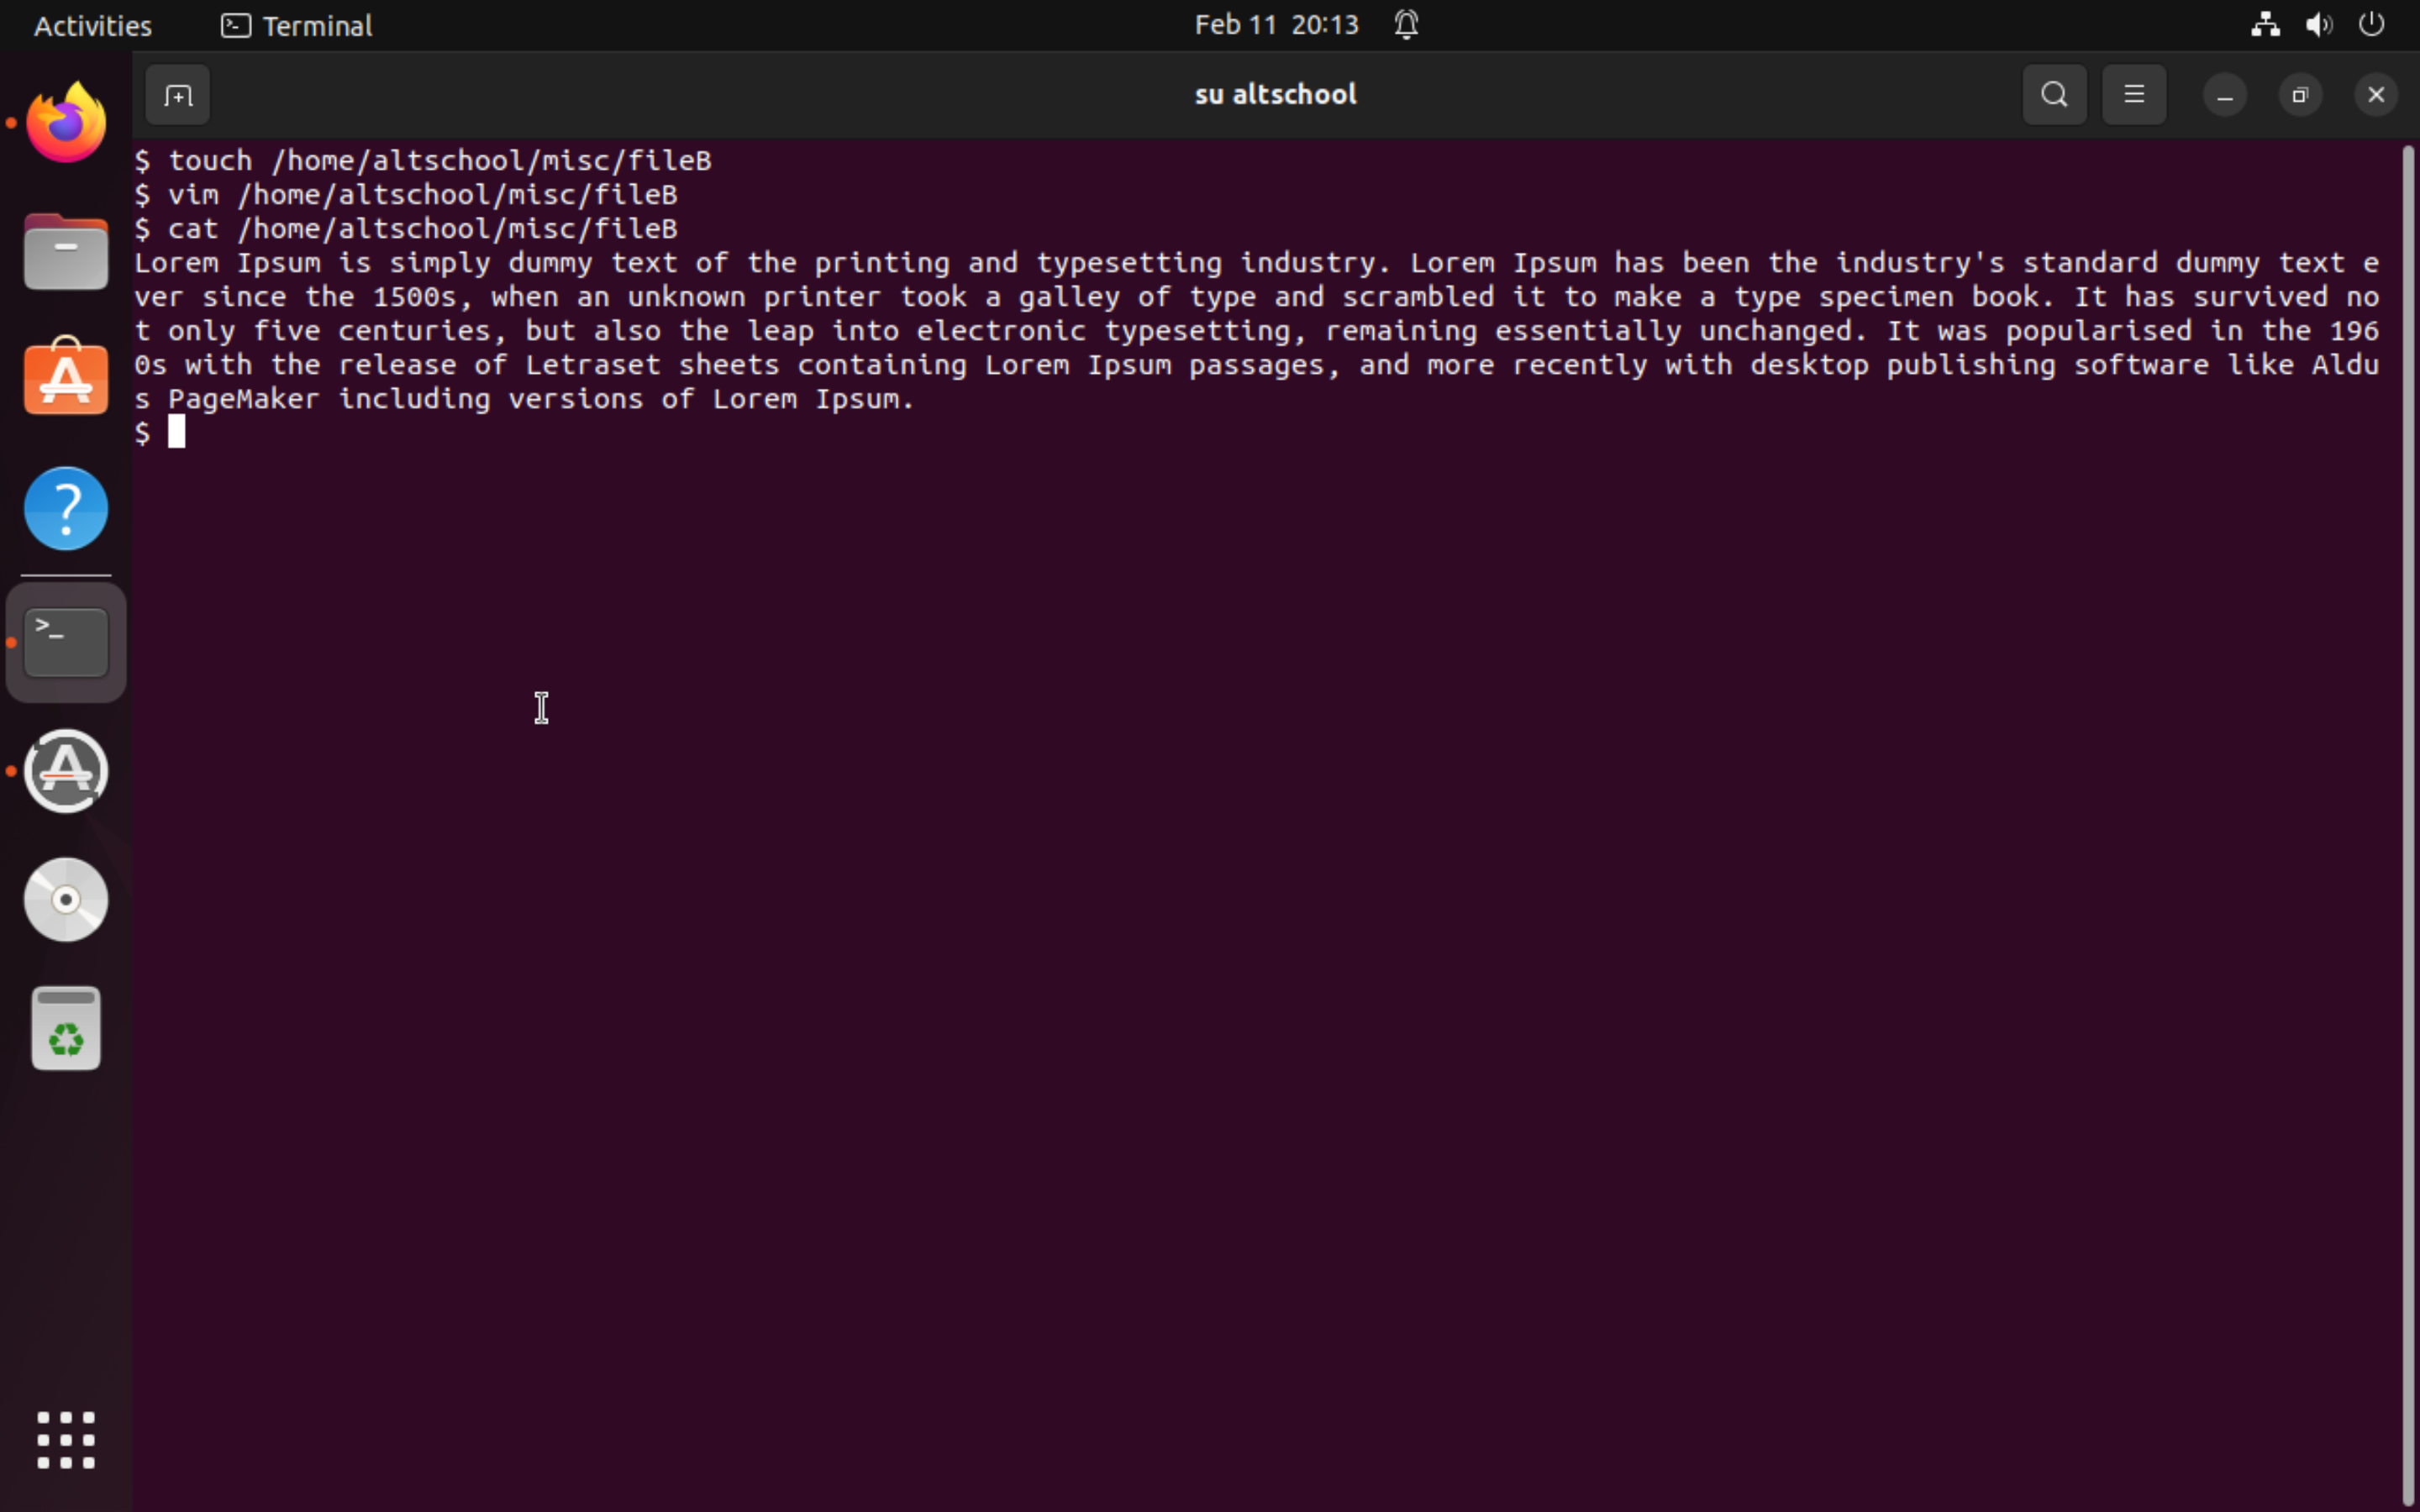 Activities Terminal Feb 11 20:13
su altschool
$ touch /home/altschool/misc/fileB
$ vim /home/altschool/misc/fileB
$ cat /home/altschool/misc/fileB
Lorem Ipsum is simply dummy text of the printing and typesetting industry. Lorem Ipsum has been the industry's standard dummy text e
ver since the 1500s, when an unknown printer took a galley of type and scrambled it to make a type specimen book. It has survived no
t only five centuries, but also the leap into electronic typesetting, remaining essentially unchanged. It was popularised in the 196
0s with the release of Letraset sheets containing Lorem Ipsum passages, and more recently with desktop publishing software like Aldu
s PageMaker including versions of Lorem Ipsum.
$